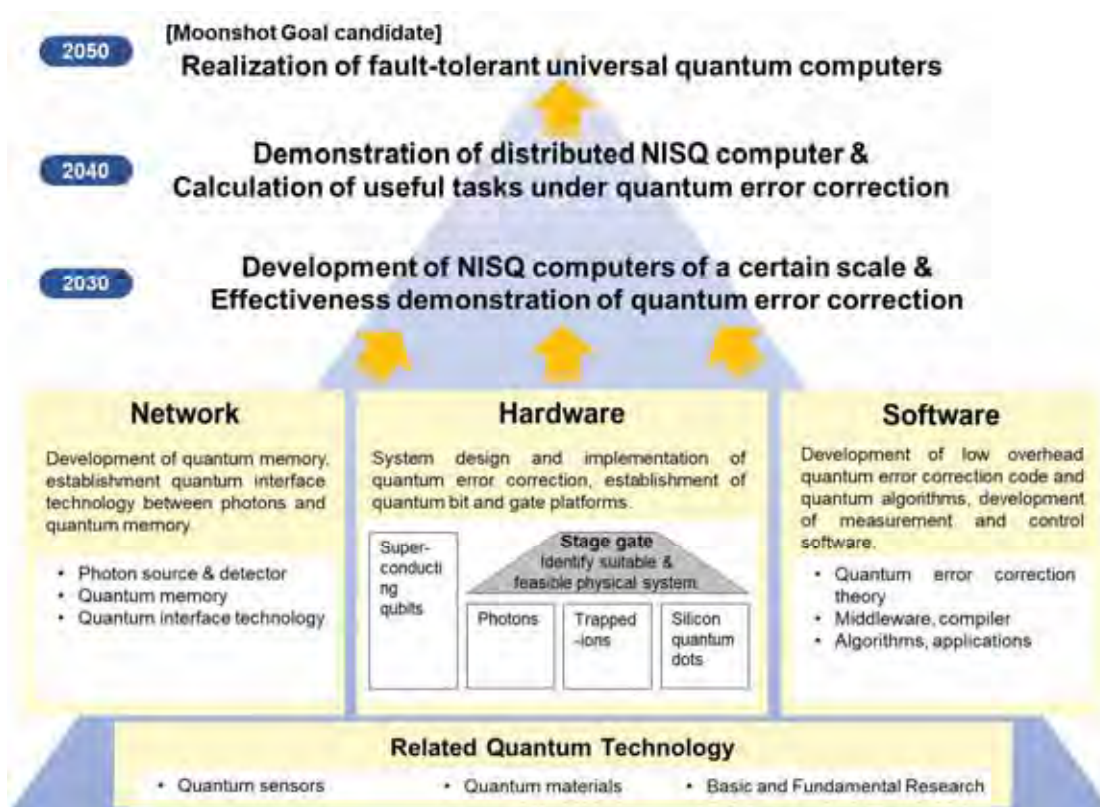 2050
[Moonshot Goal candidate]
Realization of fault-tolerant universal quantum computers
2040
Demonstration of distributed NISQ computer &
Calculation of useful tasks under quantum error correction
2030
Development of NISQ computers of a certain scale &
Effectiveness demonstration of quantum error correction
Network
Development of quantum memory,
establishment quantum interface
technology between photons and
quantum memory.
• Photon source & detector
• Quantum memory
• Quantum interface technology
Hardware
System design and implementation of
quantum error correction, establishment of
quantum bit and gate platforms.
Super-
conducti
ng
qubits
Stage gate
Identify suitable &
feasible physical system
Photons
Trapped
-ions
Silicon
quantum
dots
Software
Development of low overhead
quantum error correction code and
quantum algorithms, development
of measurement and control
software.
• Quantum error correction
theory
• Middleware, compiler
• Algorithms, applications
Related Quantum Technology
• Quantum sensors
• Quantum materials
• Basic and Fundamental Research